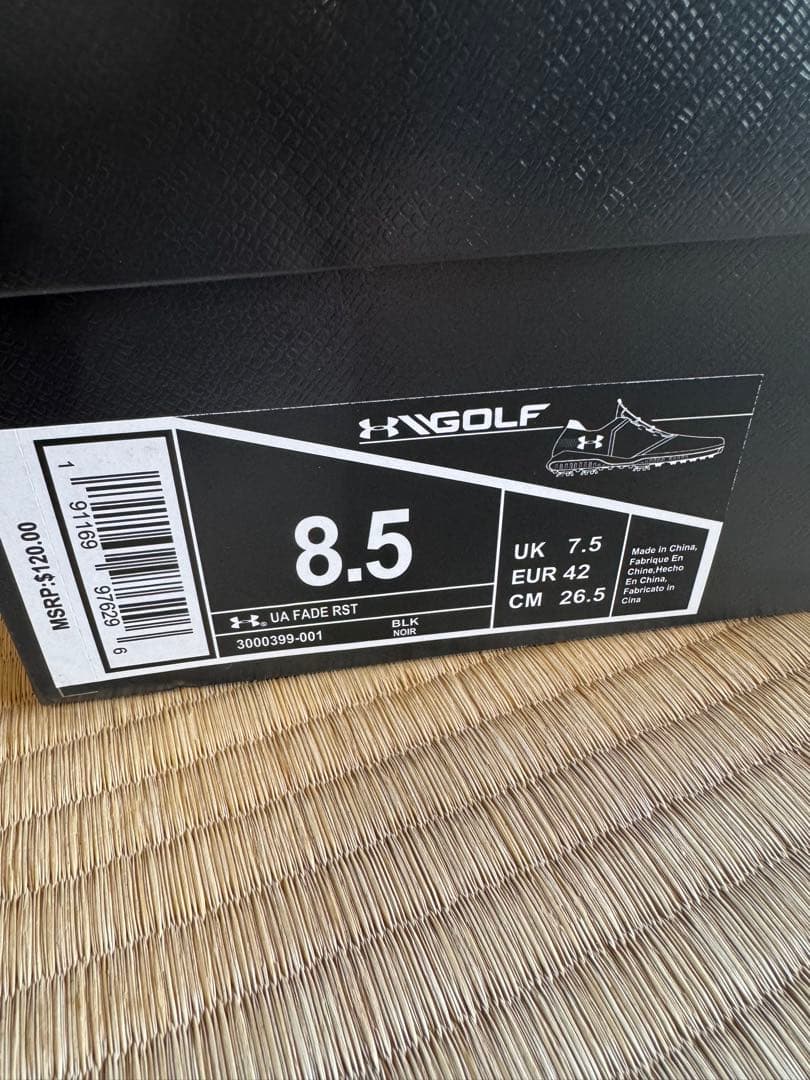 GOLF
MSRP:$120.00
1 91169 97629 6
8.5
UA FADE RST
3000399-001
BLK
NOIR
UK 7.5
EUR 42
CM 26.5
Made in China,
Fabrique En
Chine,Hecho
En China,
Fabricato in
Cina